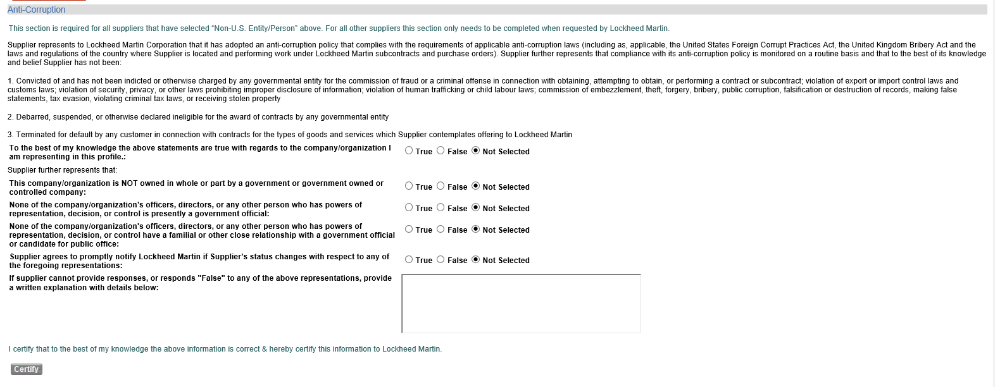 Anti-Corruption
This section is required for all suppliers that have selected “Non-U.S. Entity/Person” above. For all other suppliers this section only needs to be completed when requested by Lockheed Martin.
Supplier represents to Lockheed Martin Corporation that it has adopted an anti-corruption policy that complies with the requirements of applicable anti-corruption laws (including as, applicable, the United States Foreign Corrupt Practices Act, the United Kingdom Bribery Act and the
laws and regulations of the country where Supplier is located and performing work under Lockheed Martin subcontracts and purchase orders). Supplier further represents that compliance with its anti-corruption policy is monitored on a routine basis and that to the best of its knowledge
and belief Supplier has not been:
1. Convicted of and has not been indicted or otherwise charged by any governmental entity for the commission of fraud or a criminal offense in connection with obtaining, attempting to obtain, or performing a contract or subcontract; violation of export or import control laws and
customs laws; violation of security, privacy, or other laws prohibiting improper disclosure of information; violation of human trafficking or child labour laws; commission of embezzlement, theft, forgery, bribery, public corruption, falsification or destruction of records, making false
statements, tax evasion, violating criminal tax laws, or receiving stolen property
2. Debarred, suspended, or otherwise declared ineligible for the award of contracts by any governmental entity
3. Terminated for default by any customer in connection with contracts for the types of goods and services which Supplier contemplates offering to Lockheed Martin
To the best of my knowledge the above statements are true with regards to the company/organization I
am representing in this profile.:
True False Not Selected
Supplier further represents that:
This company/organization is NOT owned in whole or part by a government or government owned or
controlled company:
True False Not Selected
None of the company/organization's officers, directors, or any other person who has powers of
representation, decision, or control is presently a government official:
True False Not Selected
None of the company/organization's officers, directors, or any other person who has powers of
representation, decision, or control have a familial or other close relationship with a government official
or candidate for public office:
True False Not Selected
Supplier agrees to promptly notify Lockheed Martin if Supplier’s status changes with respect to any of
the foregoing representations:
True False Not Selected
If supplier cannot provide responses, or responds "False" to any of the above representations, provide
a written explanation with details below:
I certify that to the best of my knowledge the above information is correct & hereby certify this information to Lockheed Martin.
Certify